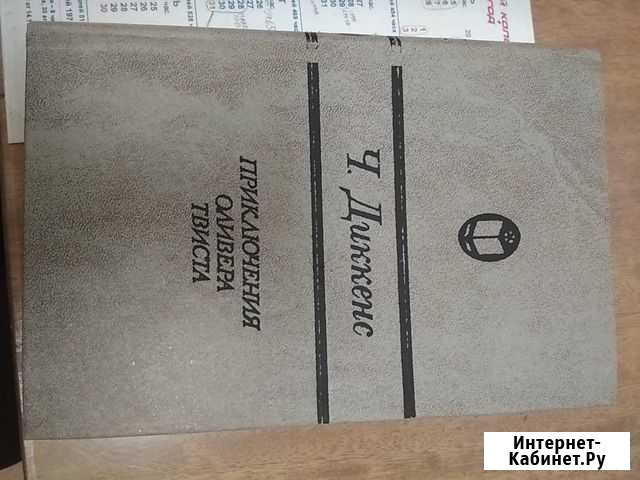 Ч. Диккенс
ПРИКЛЮЧЕНИЯ
ОЛИВЕРА
ТВИСТА
Интернет-
Кабинет.Ру